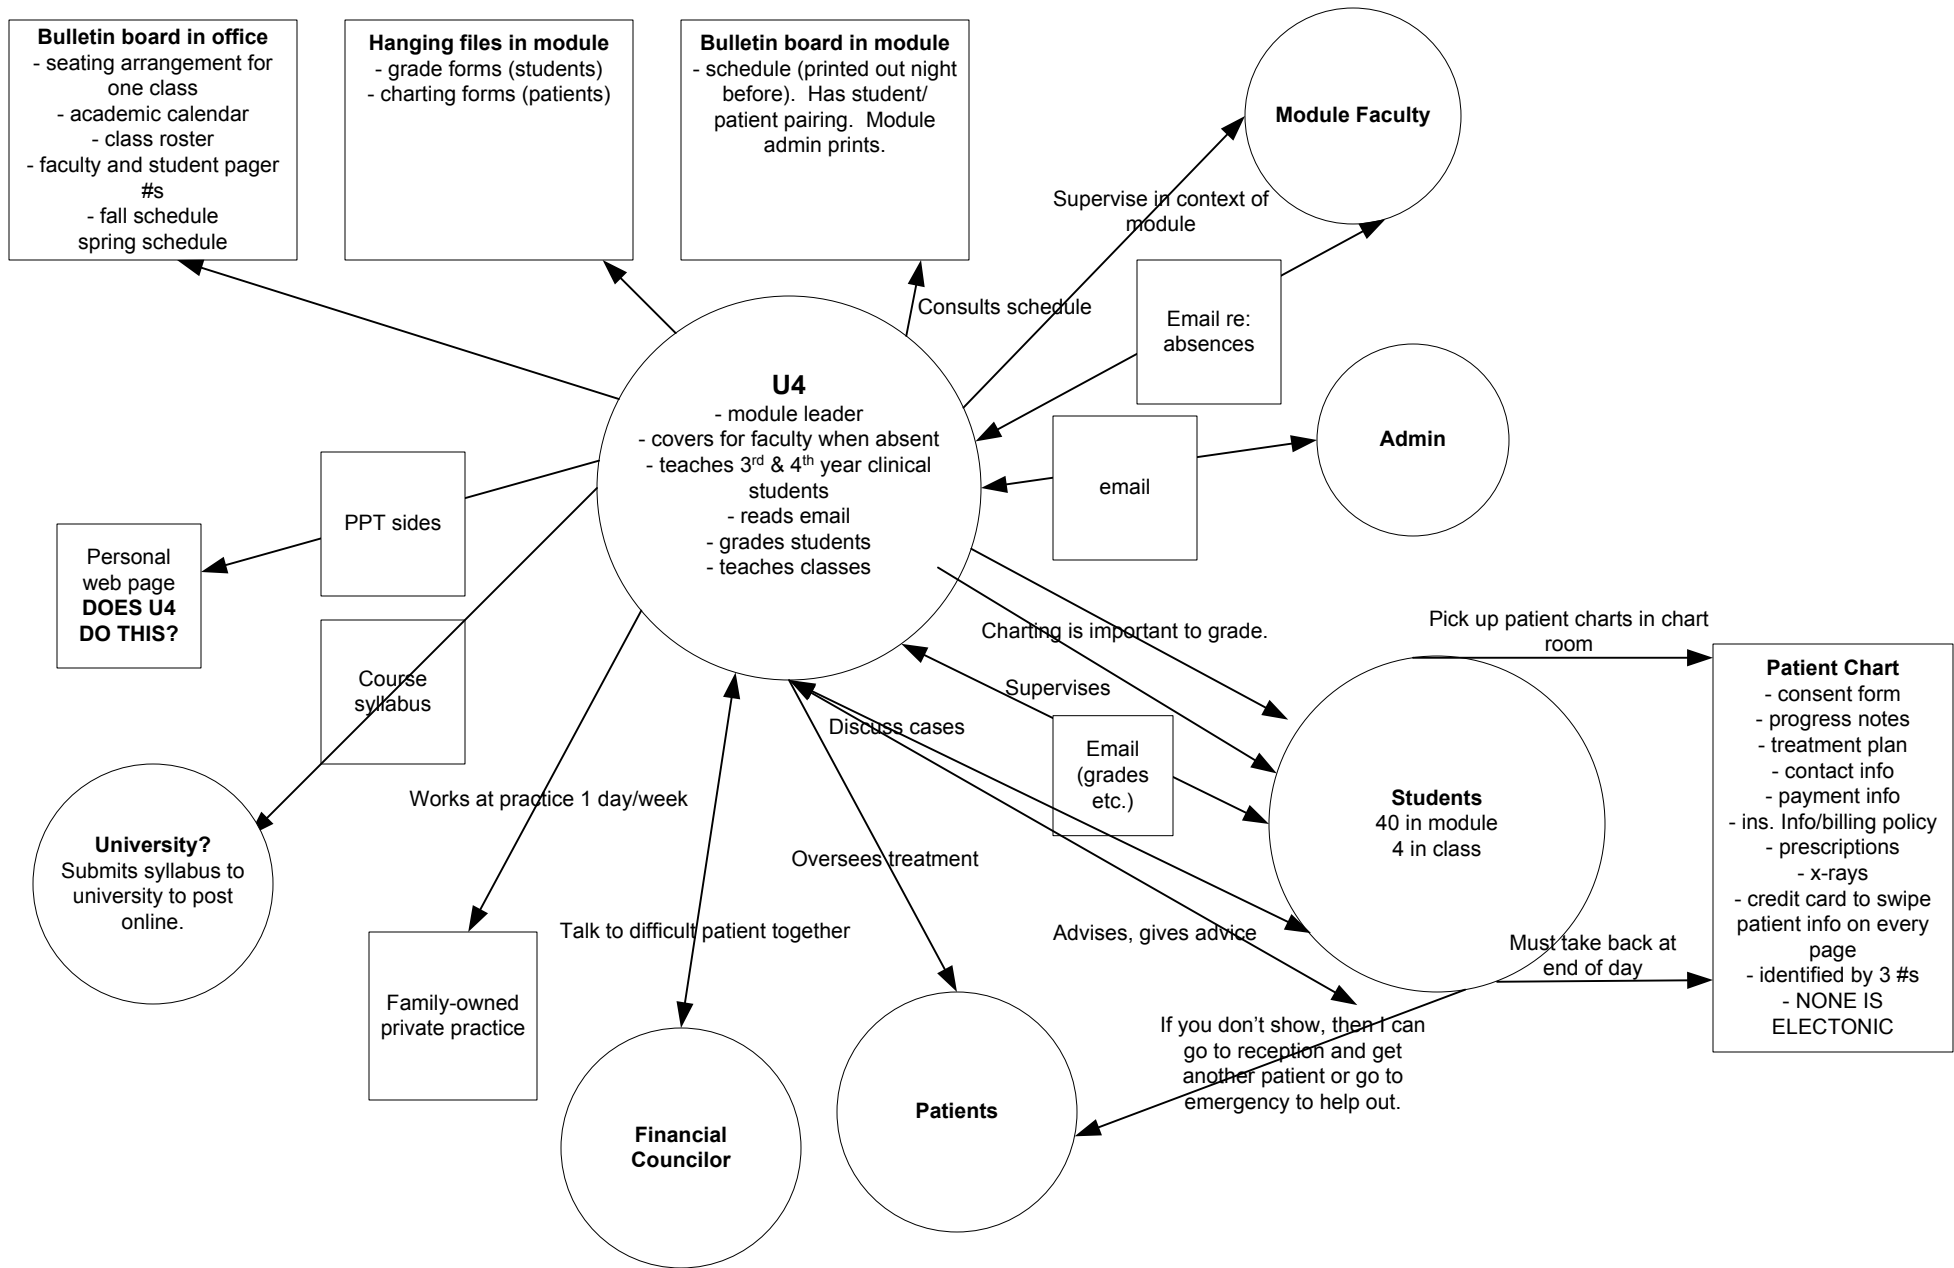 Bulletin board in office
- seating arrangement for
one class
- academic calendar
- class roster
- faculty and student pager
#s
- fall schedule
spring schedule
Hanging files in module
- grade forms (students)
- charting forms (patients)
Bulletin board in module
- schedule (printed out night
before).  Has student/
patient pairing.  Module
admin prints.
Module Faculty
Supervise in context of
module
Consults schedule
Email re:
absences
U4
- module leader
- covers for faculty when absent
- teaches 3rd & 4th year clinical
students
- reads email
- grades students
- teaches classes
Admin
email
PPT sides
Personal
web page
DOES U4
DO THIS?
Course
syllabus
Charting is important to grade.
Supervises
Discuss cases
Email
(grades
etc.)
Pick up patient charts in chart
room
Patient Chart
- consent form
- progress notes
- treatment plan
- contact info
- payment info
- ins. Info/billing policy
- prescriptions
- x-rays
- credit card to swipe
patient info on every
page
- identified by 3 #s
- NONE IS
ELECTONIC
Students
40 in module
4 in class
Works at practice 1 day/week
University?
Submits syllabus to
university to post
online.
Oversees treatment
Talk to difficult patient together
Advises, gives advice
Must take back at
end of day
Family-owned
private practice
If you don’t show, then I can
go to reception and get
another patient or go to
emergency to help out.
Patients
Financial
Councilor